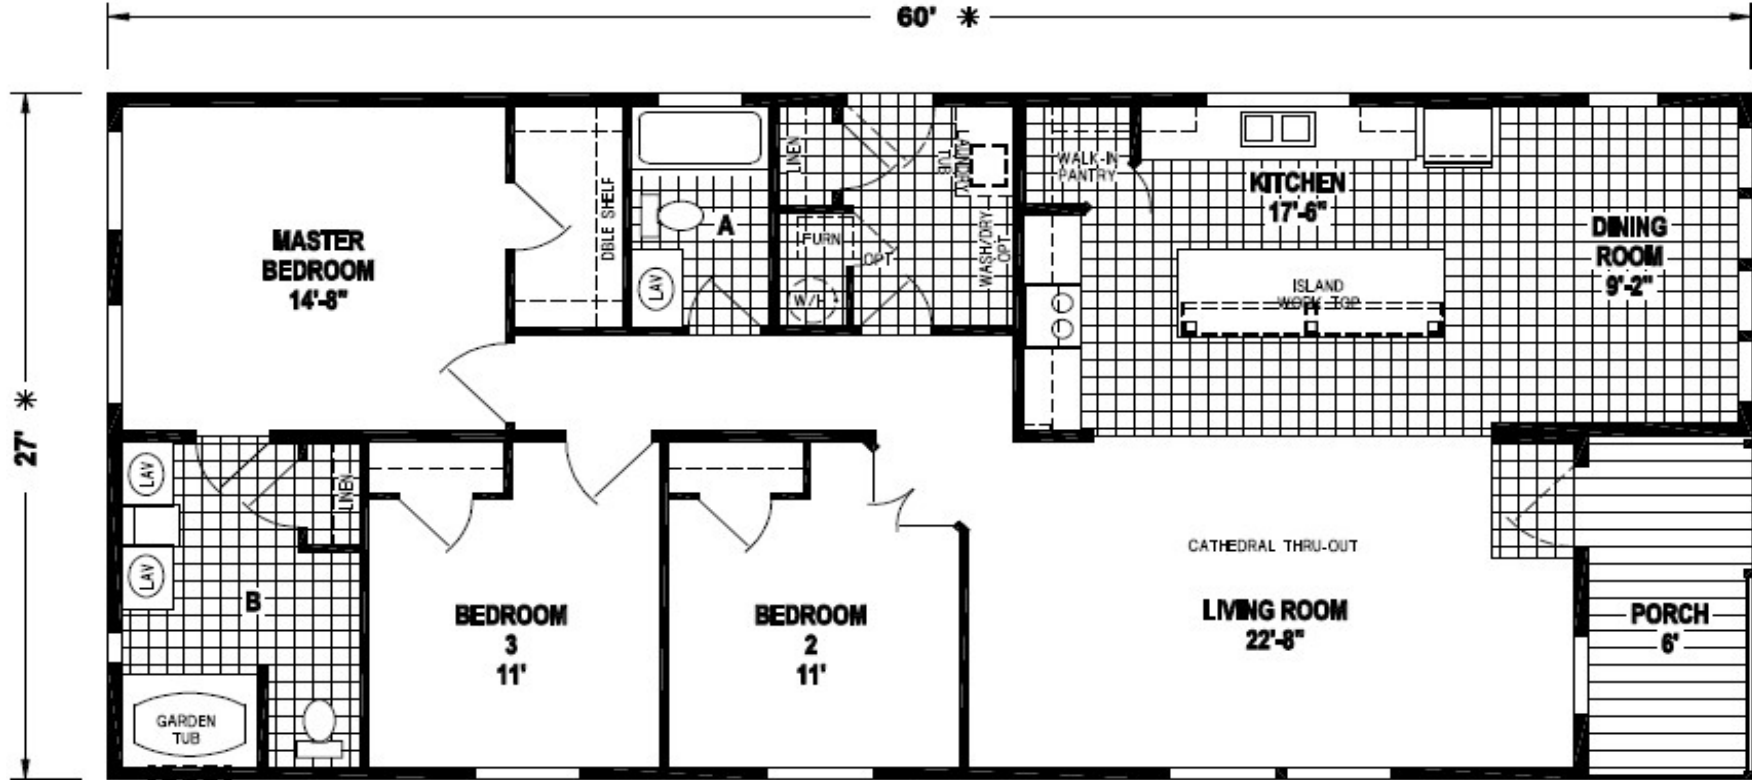 60' *
27' *
MASTER
BEDROOM
14'-8"
DBLE SHELF
A
LAV
LINEN
FURN
OPT
W/H
LAUNDRY
TUB
WASH/DRY
OPT
WALK-IN
PANTRY
KITCHEN
17'-6"
ISLAND
WORK TOP
DINING
ROOM
9'-2"
LAV
LINEN
LAV
B
GARDEN
TUB
BEDROOM
3
11'
BEDROOM
2
11'
CATHEDRAL THRU-OUT
LIVING ROOM
22'-8"
PORCH
6'